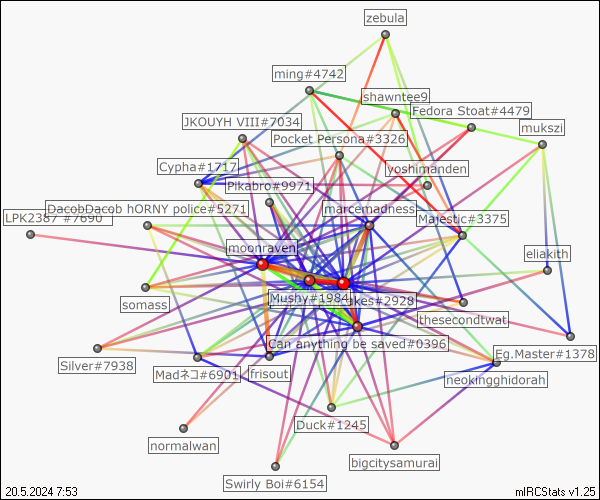 zebula
ming#4742
shawntee9
Fedora Stoat#4479
JKOUYH VIII#7034
mukszi
Pocket Persona#3326
Cypha#1717
yoshimanden
Pikabro#9971
DacobDacob hORNY police#5271
marcemadness
LPK2387 #7690
Majestic#3375
moonraven
eliakith
Mushy#1984
akes#2928
somass
thesecondtwat
Can anything be saved#0396
Eg.Master#1378
Silver#7938
Madネコ#6901
frisout
neokingghidorah
Duck#1245
normalwan
bigcitysamurai
Swirly Boi#6154
20.5.2024 7:53
mIRCStats v1.25